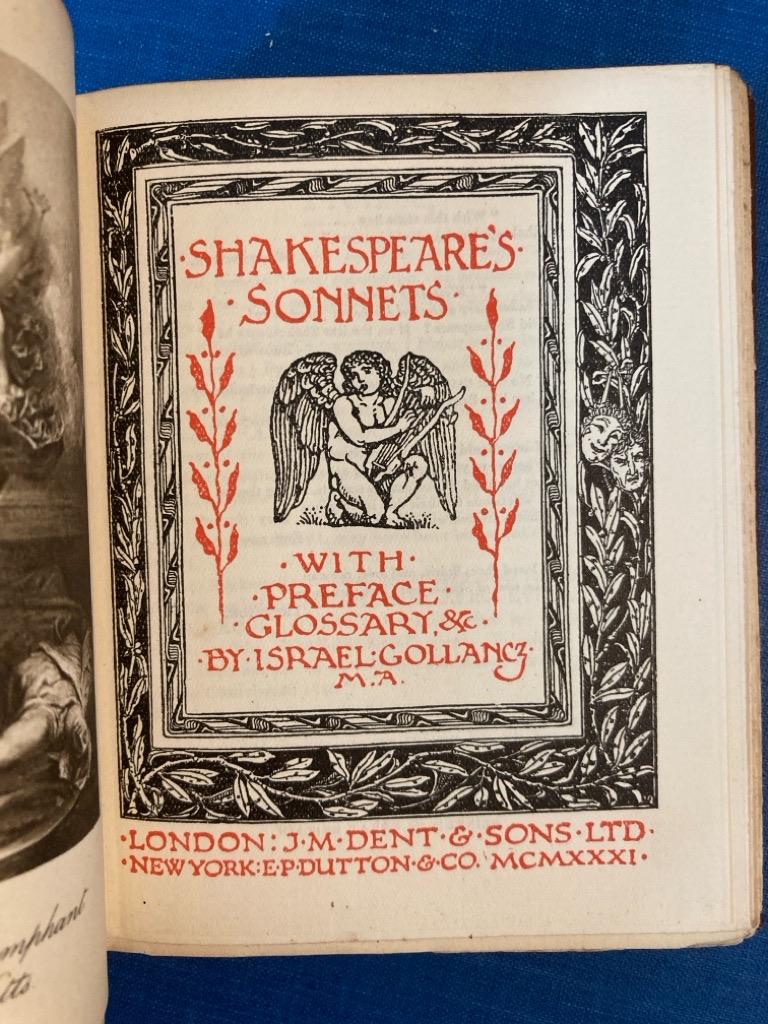 ·SHAKESPEARE'S·
·SONNETS·
·WITH·
·PREFACE·
·GLOSSARY, &c.
·BY·ISRAEL·GOLLANCZ·
M.A.
·LONDON: J·M·DENT·&·SONS·LTD·
·NEW YORK: E·P·DUTTON·&·CO. MCMXXXI·